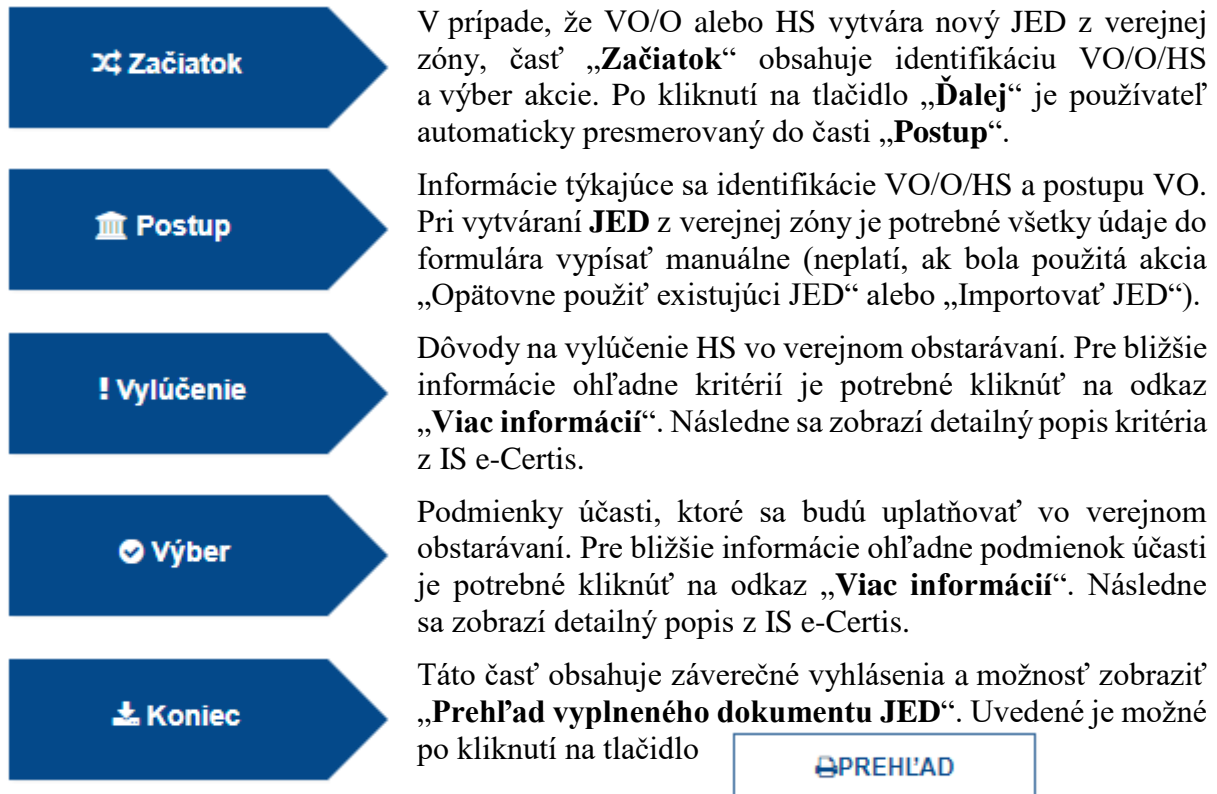 Začiatok
V prípade, že VO/O alebo HS vytvára nový JED z verejnej
zóny, časť „Začiatok“ obsahuje identifikáciu VO/O/HS
a výber akcie. Po kliknutí na tlačidlo „Ďalej“ je používateľ
automaticky presmerovaný do časti „Postup“.
Postup
Informácie týkajúce sa identifikácie VO/O/HS a postupu VO.
Pri vytváraní JED z verejnej zóny je potrebné všetky údaje do
formulára vypísať manuálne (neplatí, ak bola použitá akcia
„Opätovne použiť existujúci JED“ alebo „Importovať JED“).
! Vylúčenie
Dôvody na vylúčenie HS vo verejnom obstarávaní. Pre bližšie
informácie ohľadne kritérií je potrebné kliknúť na odkaz
„Viac informácií“. Následne sa zobrazí detailný popis kritéria
z IS e-Certis.
Výber
Podmienky účasti, ktoré sa budú uplatňovať vo verejnom
obstarávaní. Pre bližšie informácie ohľadne podmienok účasti
je potrebné kliknúť na odkaz „Viac informácií“. Následne
sa zobrazí detailný popis z IS e-Certis.
Koniec
Táto časť obsahuje záverečné vyhlásenia a možnosť zobraziť
„Prehľad vyplneného dokumentu JED“. Uvedené je možné
po kliknutí na tlačidlo
PREHĽAD